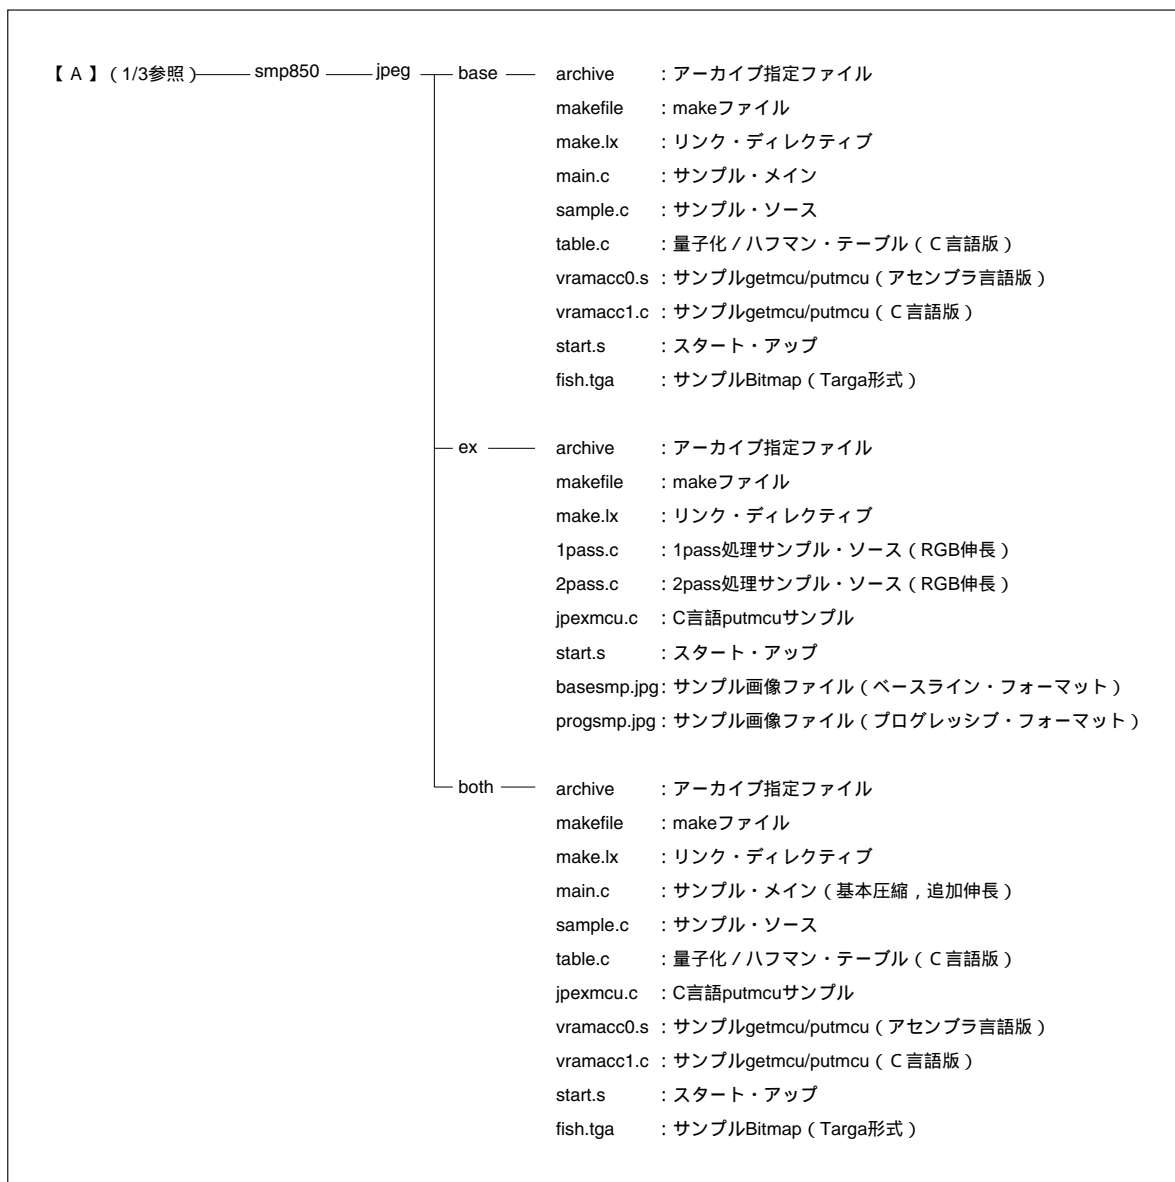 【 A 】( 1/3参照 ) smp850 jpeg base archive : アーカイブ指定ファイル
makefile : makeファイル
make.lx : リンク・ディレクティブ
main.c : サンプル・メイン
sample.c : サンプル・ソース
table.c : 量子化 / ハフマン・テーブル ( C 言語版 )
vramacc0.s : サンプルgetmcu/putmcu ( アセンブラ言語版 )
vramacc1.c : サンプルgetmcu/putmcu ( C 言語版 )
start.s : スタート・アップ
fish.tga : サンプルBitmap ( Targa形式 )
ex archive : アーカイブ指定ファイル
makefile : makeファイル
make.lx : リンク・ディレクティブ
1pass.c : 1pass処理サンプル・ソース ( RGB伸長 )
2pass.c : 2pass処理サンプル・ソース ( RGB伸長 )
jpexmcu.c : C言語putmcuサンプル
start.s : スタート・アップ
basesmp.jpg : サンプル画像ファイル ( ベースライン・フォーマット )
progsmp.jpg : サンプル画像ファイル ( プログレッシブ・フォーマット )
both archive : アーカイブ指定ファイル
makefile : makeファイル
make.lx : リンク・ディレクティブ
main.c : サンプル・メイン ( 基本圧縮 , 追加伸長 )
sample.c : サンプル・ソース
table.c : 量子化 / ハフマン・テーブル ( C 言語版 )
jpexmcu.c : C言語putmcuサンプル
vramacc0.s : サンプルgetmcu/putmcu ( アセンブラ言語版 )
vramacc1.c : サンプルgetmcu/putmcu ( C 言語版 )
start.s : スタート・アップ
fish.tga : サンプルBitmap ( Targa形式 )